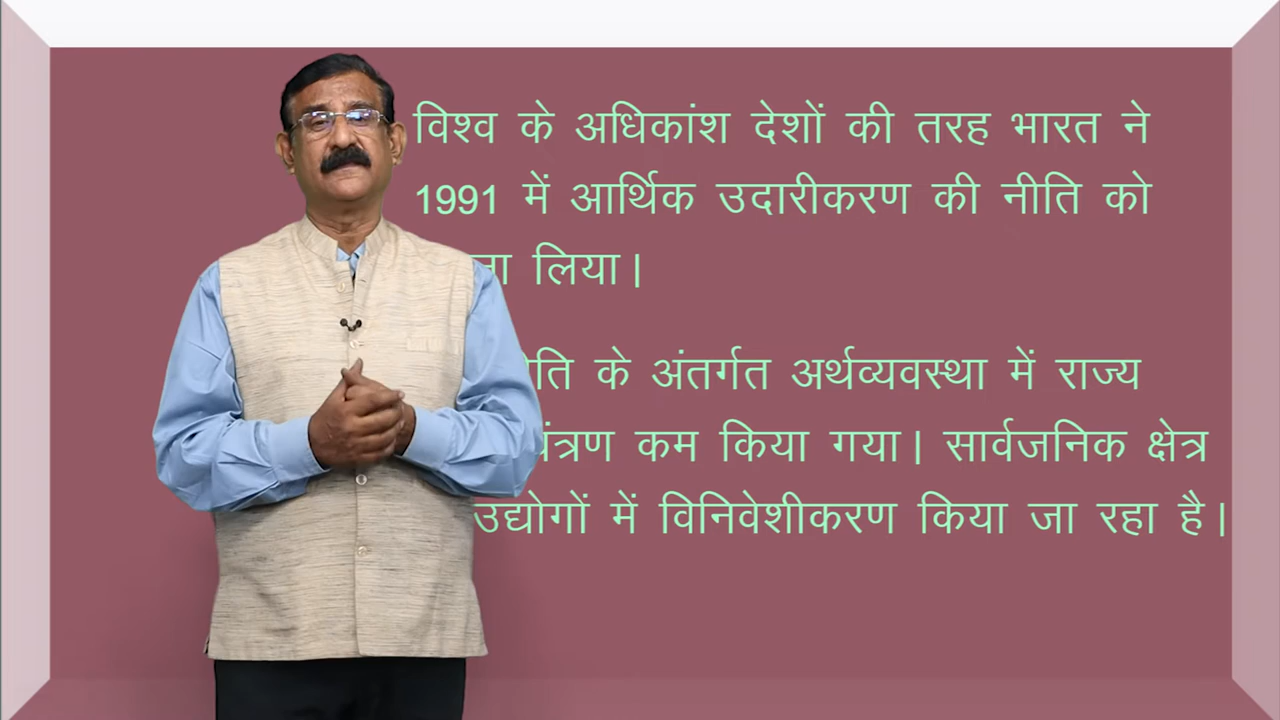 विश्व के अधिकांश देशों की तरह भारत ने
1991 में आर्थिक उदारीकरण की नीति को
लिया।
के अंतर्गत अर्थव्यवस्था में राज्य
कम किया गया। सार्वजनिक क्षेत्र
उद्योगों में विनिवेशीकरण किया जा रहा है।